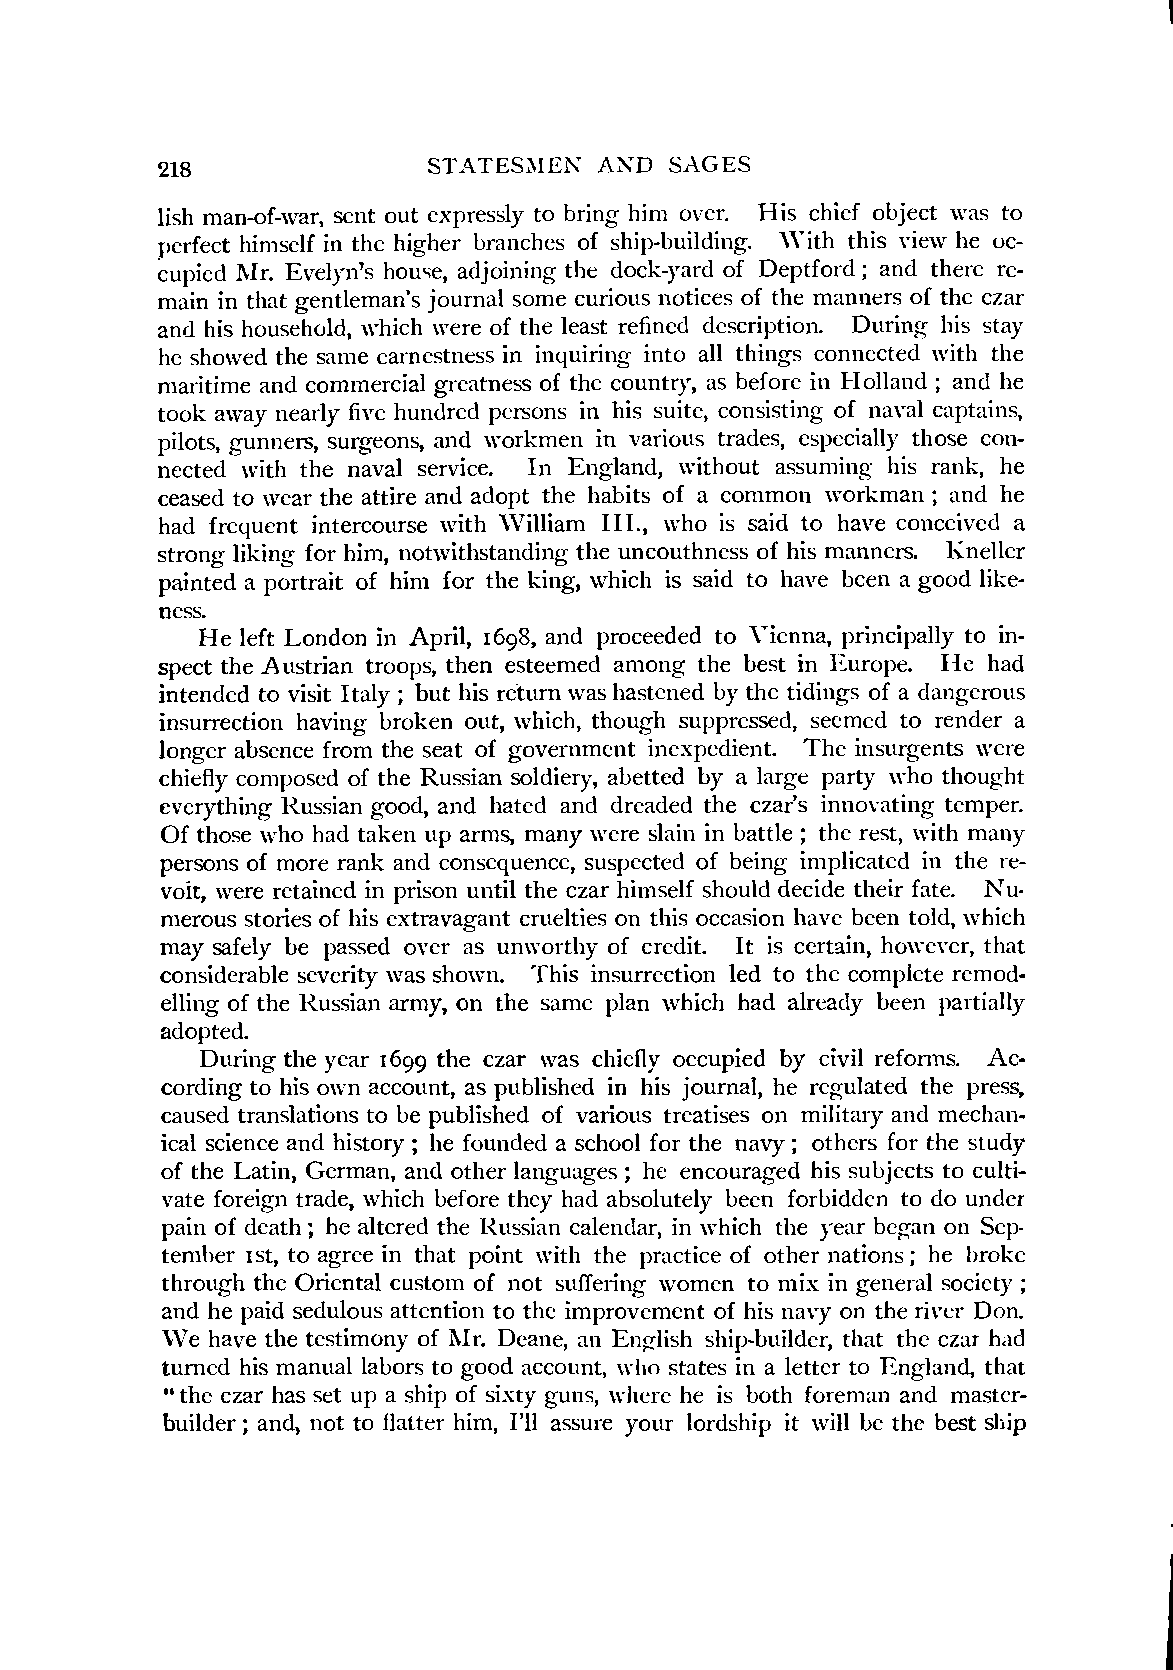 218 STATESMEN AND SAGES
lish man-of-war, sent out expressly to bring him over. His chief object was to
perfect himself in the higher branches of ship-building. With this view he oc-
cupied Mr. Evelyn's house, adjoining the dock-yard of Deptford ; and there re-
main in that gentleman's journal some curious notices of the manners of the czar
and his household, which were of the least refined description. During his stay
he showed the same earnestness in inquiring into all things connected with the
maritime and commercial greatness of the country, as before in Holland ; and he
took away nearly five hundred persons in his suite, consisting of naval captains,
pilots, gunners, surgeons, and workmen in various trades, especially those con-
nected with the naval service. In England, without assuming his rank, he
ceased to wear the attire and adopt the habits of a common workman ; and he
had frequent intercourse with William III., who is said to have conceived a
strong liking for him, notwithstanding the uncouthness of his manners. Kneller
painted a portrait of him for the king, which is said to have been a good like-
ness.
He left London in April, 1698, and proceeded to Vienna, principally to in-
spect the Austrian troops, then esteemed among the best in Europe. He had
intended to visit Italy ; but his return was hastened by the tidings of a dangerous
insurrection having broken out, which, though suppressed, seemed to render a
longer absence from the seat of government inexpedient. The insurgents were
chiefly composed of the Russian soldiery, abetted by a large party who thought
everything Russian good, and hated and dreaded the czar's innovating temper.
Of those who had taken up arms, many were slain in battle ; the rest, with many
persons of more rank and consequence, suspected of being implicated in the re-
voit, were retained in prison until the czar himself should decide their fate. Nu-
merous stories of his extravagant cruelties on this occasion have been told, which
may safely be passed over as unworthy of credit. It is certain, however, that
considerable severity was shown. This insurrection led to the complete remod-
elling of the Russian army, on the same plan which had already been partially
adopted.
During the year 1699 the czar was chiefly occupied by civil reforms. Ac-
cording to his own account, as published in his journal, he regulated the press,
caused translations to be published of various treatises on military and mechan-
ical science and history ; he founded a school for the navy ; others for the study
of the Latin, German, and other languages ; he encouraged his subjects to culti-
vate foreign trade, which before they had absolutely been forbidden to do under
pain of death ; he altered the Russian calendar, in which the year began on Sep-
tember 1st, to agree in that point with the practice of other nations ; he broke
through the Oriental custom of not suffering women to mix in general society ;
and he paid sedulous attention to the improvement of his navy on the river Don.
We have the testimony of Mr. Deane, an English ship-builder, that the czar had
turned his manual labors to good account, who states in a letter to England, that
"the czar has set up a ship of sixty guns, where he is both foreman and master-
builder ; and, not to flatter him, I'll assure your lordship it will be the best ship